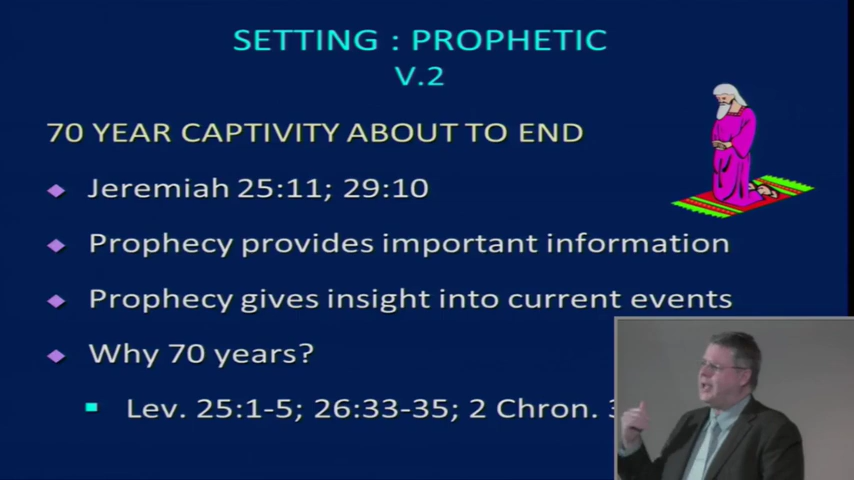 SETTING : PROPHETIC
V.2
70 YEAR CAPTIVITY ABOUT TO END
Jeremiah 25:11; 29:10
Prophecy provides important information
Prophecy gives insight into current events
Why 70 years?
Lev. 25:1-5; 26:33-35; 2 Chron.